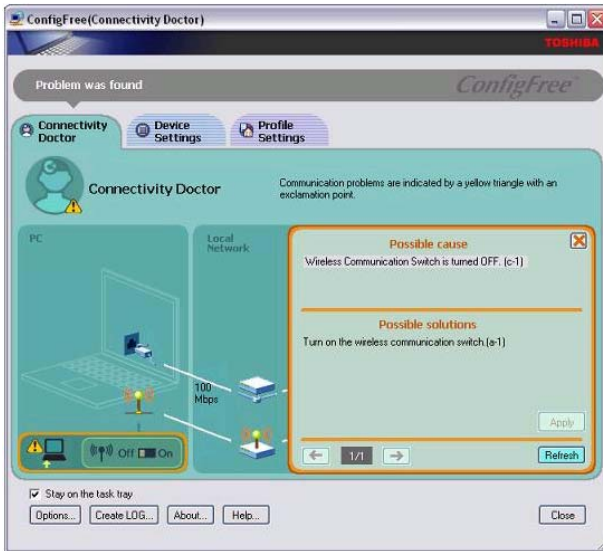 ConfigFree(Connectivity Doctor)
TOSHIBA
Problem was found
ConfigFree™
Connectivity Doctor
Device Settings
Profile Settings
Connectivity Doctor
Communication problems are indicated by a yellow triangle with an
exclamation point.
PC
Local
Network
100
Mbps
Off On
Possible cause
Wireless Communication Switch is turned OFF. (c-1)
Possible solutions
Turn on the wireless communication switch.(a-1)
Apply
1/1
Refresh
Stay on the task tray
Options...
Create LOG...
About...
Help...
Close